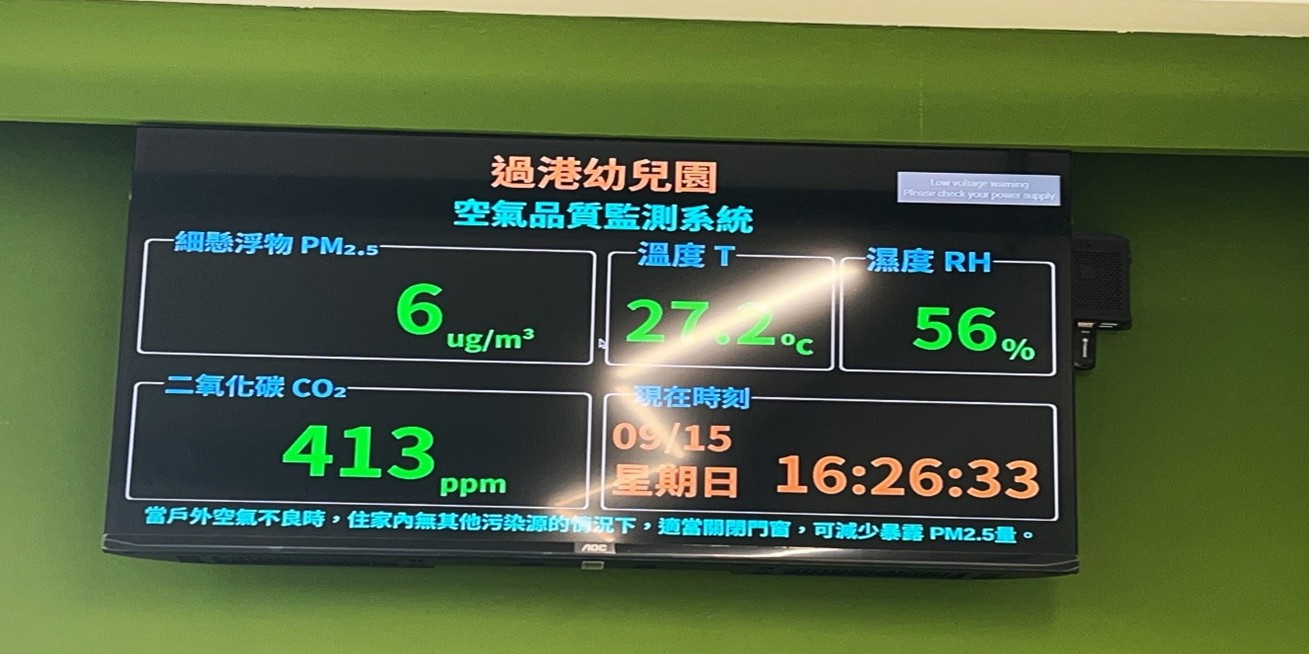 過港幼兒園
Low voltage warning
Please check your power supply
空氣品質監測系統
細懸浮物 PM₂.₅
溫度 T
濕度 RH
6 ug/m³
27.2 ºC
56 %
二氧化碳 CO₂
現在時刻
413 ppm
09/15
星期日
16:26:33
當戶外空氣不良時，住家內無其他污染源的情況下，適當關閉門窗，可減少暴露 PM2.5量。
AOC